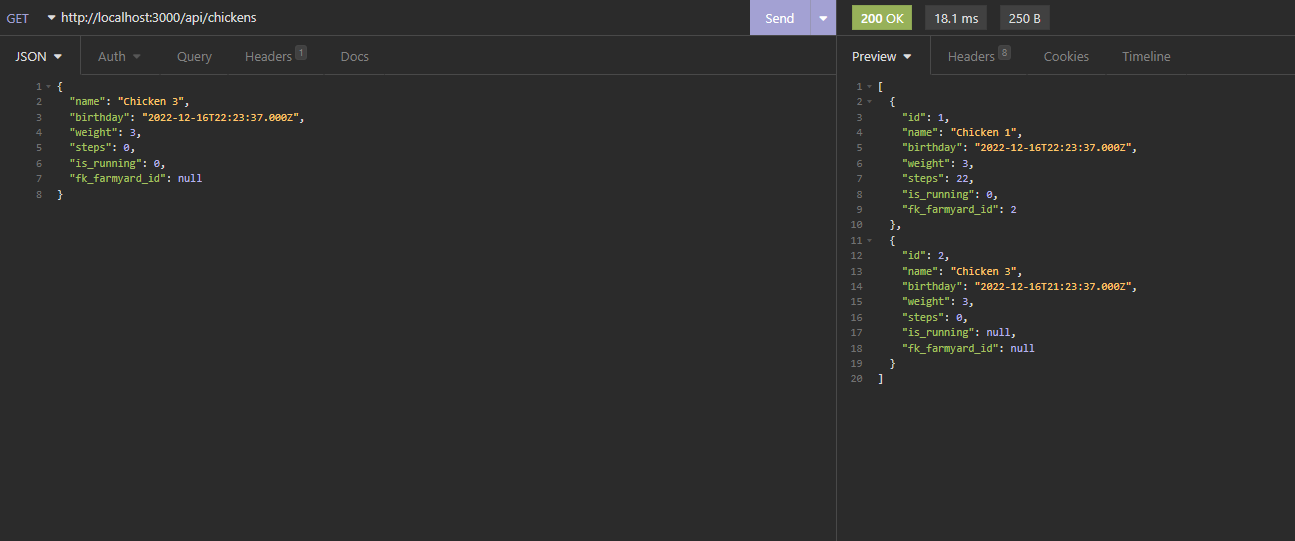 GET http://localhost:3000/api/chickens Send 200 OK 18.1 ms 250 B
JSON Auth Query Headers 1 Docs Preview Headers 8 Cookies Timeline
1 {
2 "name": "Chicken 3",
3 "birthday": "2022-12-16T22:23:37.000Z",
4 "weight": 3,
5 "steps": 0,
6 "is_running": 0,
7 "fk_farmyard_id": null
8 }
1 [
2 {
3 "id": 1,
4 "name": "Chicken 1",
5 "birthday": "2022-12-16T22:23:37.000Z",
6 "weight": 3,
7 "steps": 22,
8 "is_running": 0,
9 "fk_farmyard_id": 2
10 },
11 {
12 "id": 2,
13 "name": "Chicken 3",
14 "birthday": "2022-12-16T21:23:37.000Z",
15 "weight": 3,
16 "steps": 0,
17 "is_running": null,
18 "fk_farmyard_id": null
19 }
20 ]